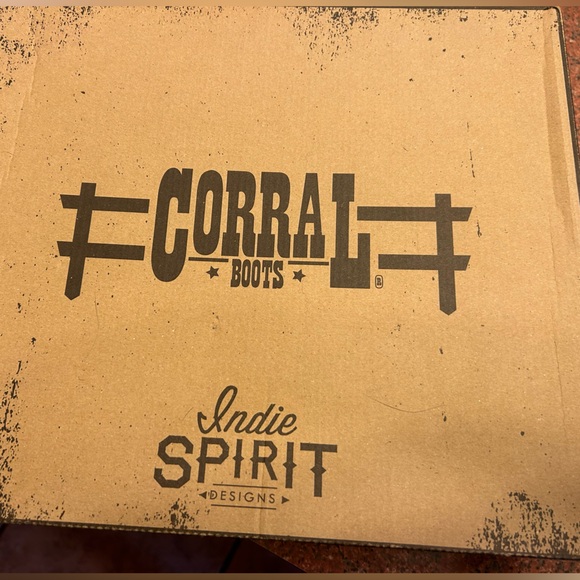 CORRAL
BOOTS
®
Indie
SPIRIT
DESIGNS